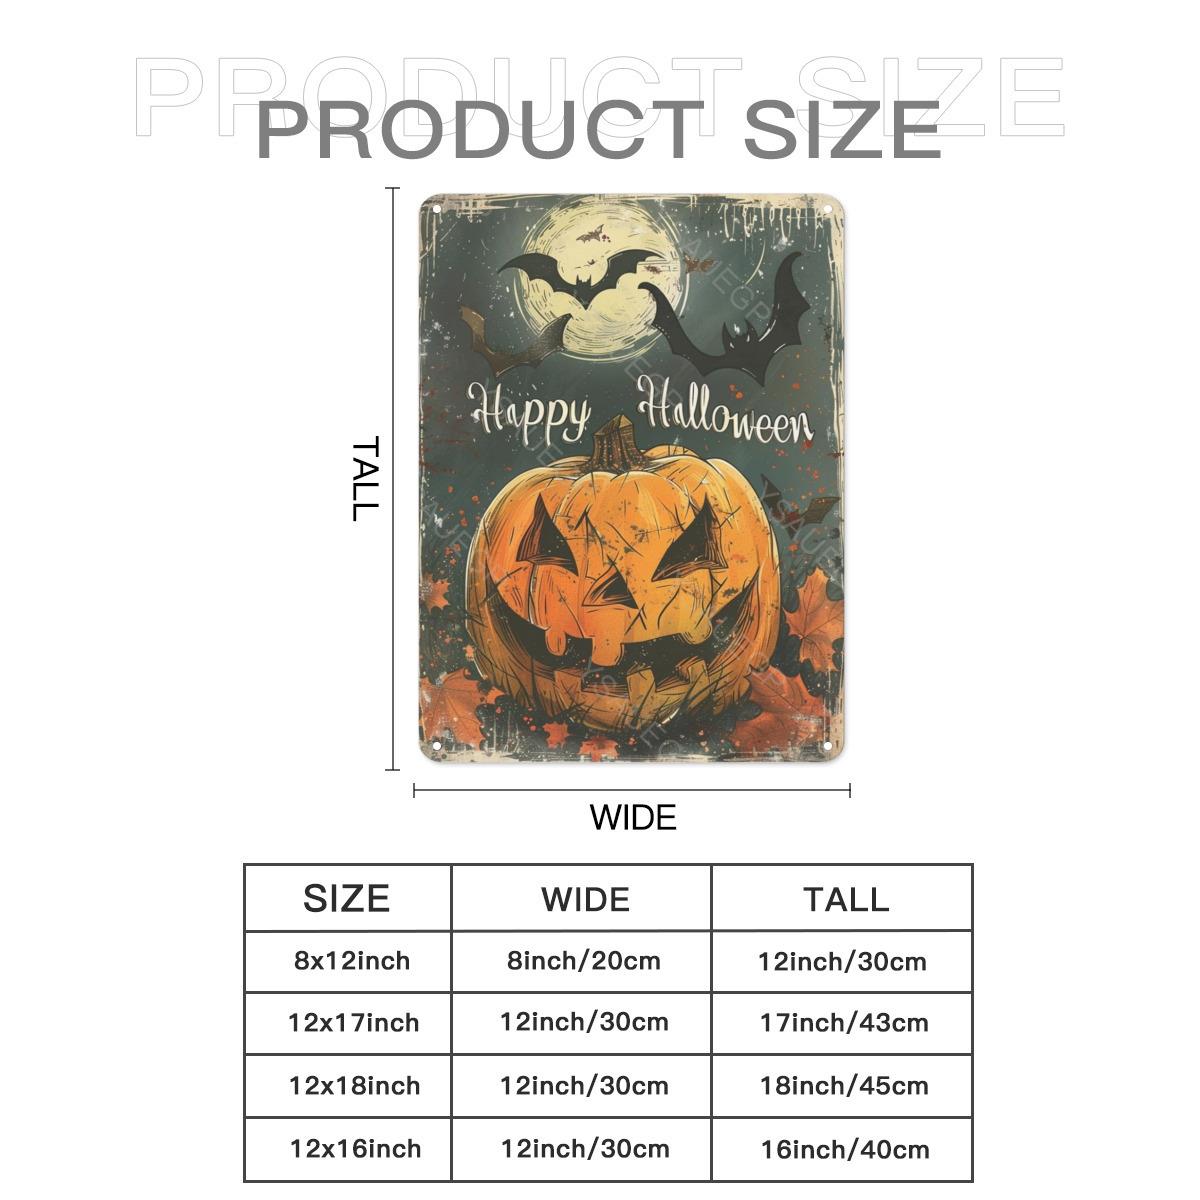 PRODUCT SIZE
PRODUCT SIZE
Happy Halloween
TALL
WIDE
SIZE WIDE TALL
8x12inch 8inch/20cm 12inch/30cm
12x17inch 12inch/30cm 17inch/43cm
12x18inch 12inch/30cm 18inch/45cm
12x16inch 12inch/30cm 16inch/40cm